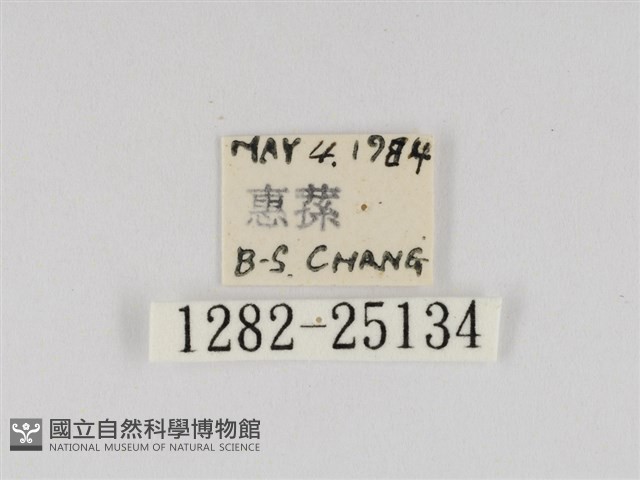 MAY 4. 1984
惠蓀
B-S. CHANG
1282-25134
國立自然科學博物館
NATIONAL MUSEUM OF NATURAL SCIENCE